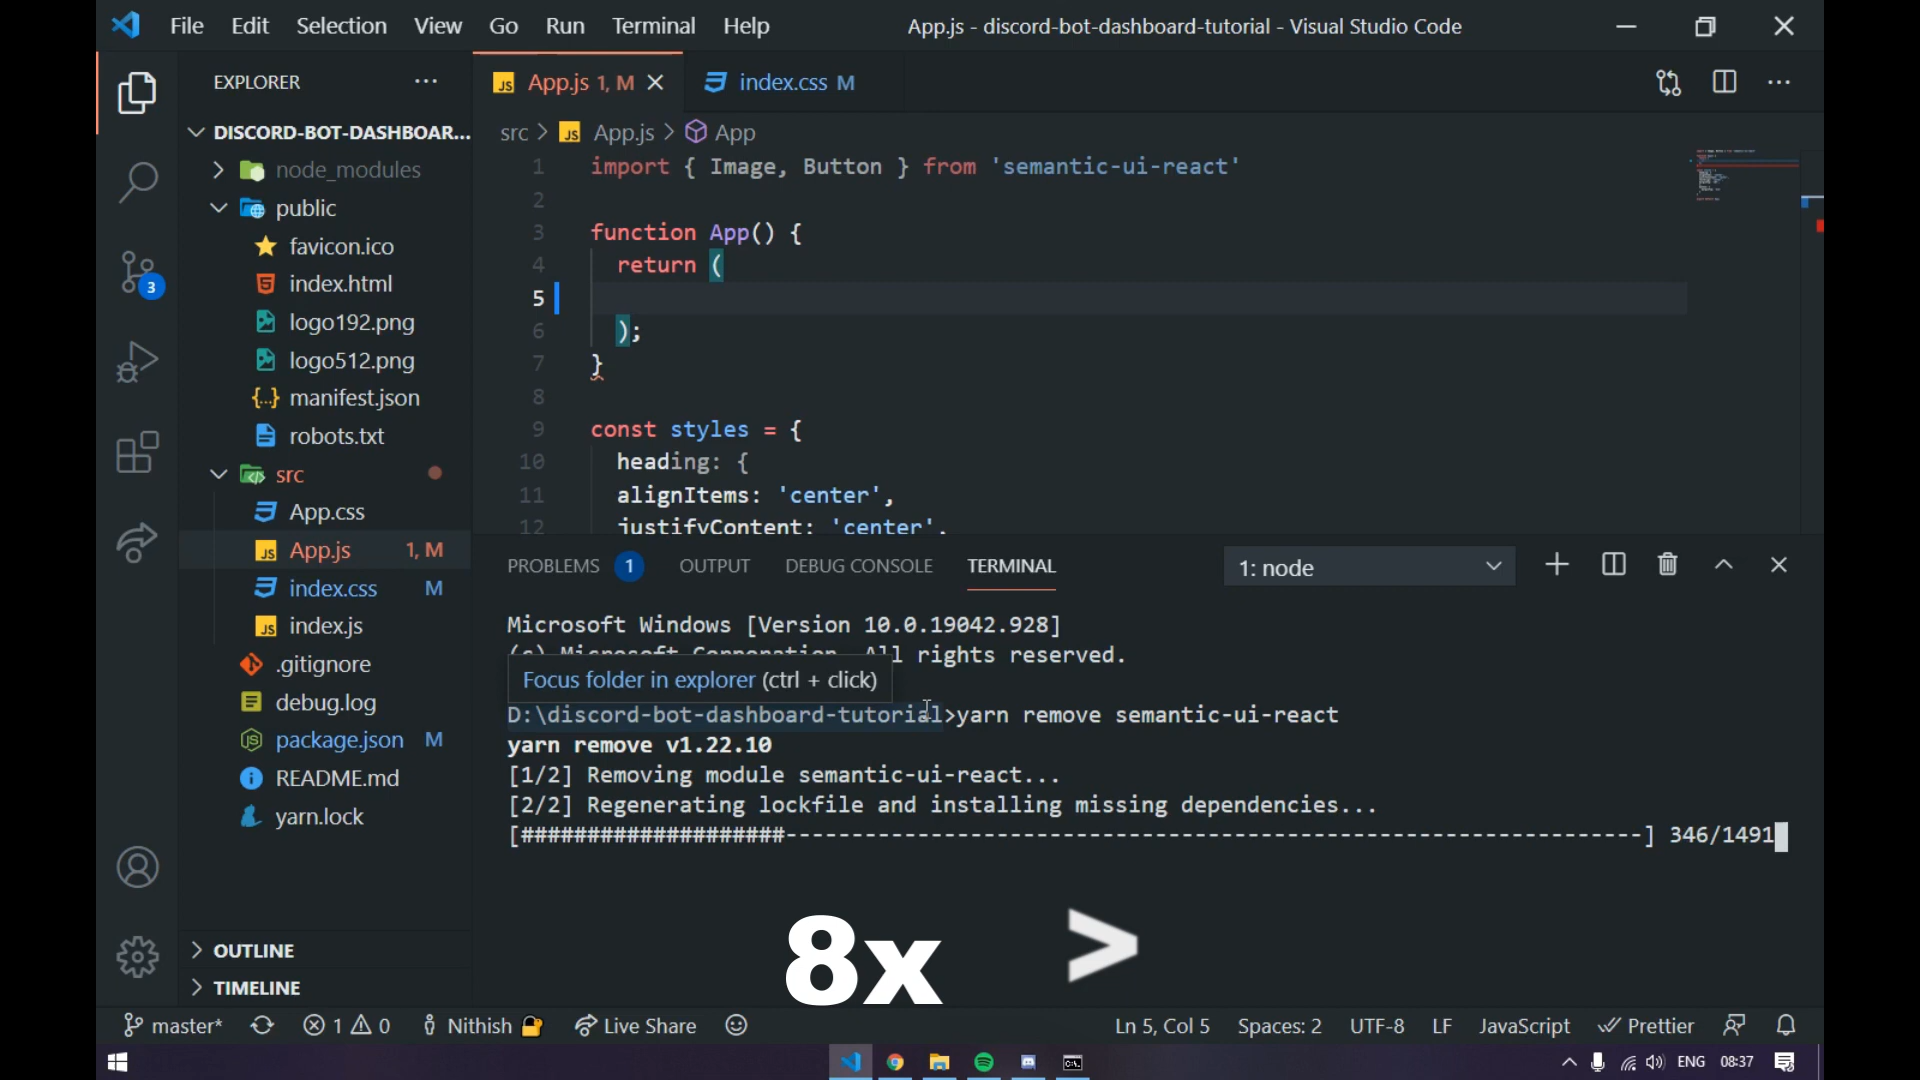 File Edit Selection View Go Run Terminal Help App.js - discord-bot-dashboard-tutorial - Visual Studio Code
EXPLORER
App.js 1, M
index.css M
DISCORD-BOT-DASHBOAR...
src > App.js > App
node_modules
public
favicon.ico
index.html
logo192.png
logo512.png
manifest.json
robots.txt
src
App.css
App.js 1, M
index.css M
index.js
.gitignore
debug.log
package.json M
README.md
yarn.lock
OUTLINE
TIMELINE
3
1 import { Image, Button } from 'semantic-ui-react'
2
3 function App() {
4 return (
5
6 );
7 }
8
9 const styles = {
10 heading: {
11 alignItems: 'center',
12 justifyContent: 'center',
PROBLEMS 1 OUTPUT DEBUG CONSOLE TERMINAL 1: node
Microsoft Windows [Version 10.0.19042.928]
(c) Microsoft Corporation. All rights reserved.
Focus folder in explorer (ctrl + click)
D:\discord-bot-dashboard-tutorial>yarn remove semantic-ui-react
yarn remove v1.22.10
[1/2] Removing module semantic-ui-react...
[2/2] Regenerating lockfile and installing missing dependencies...
[####################-----------------------------------------------------------------] 346/1491
8x >
master* 1 0 Nithish Live Share Ln 5, Col 5 Spaces: 2 UTF-8 LF JavaScript Prettier
ENG 08:37